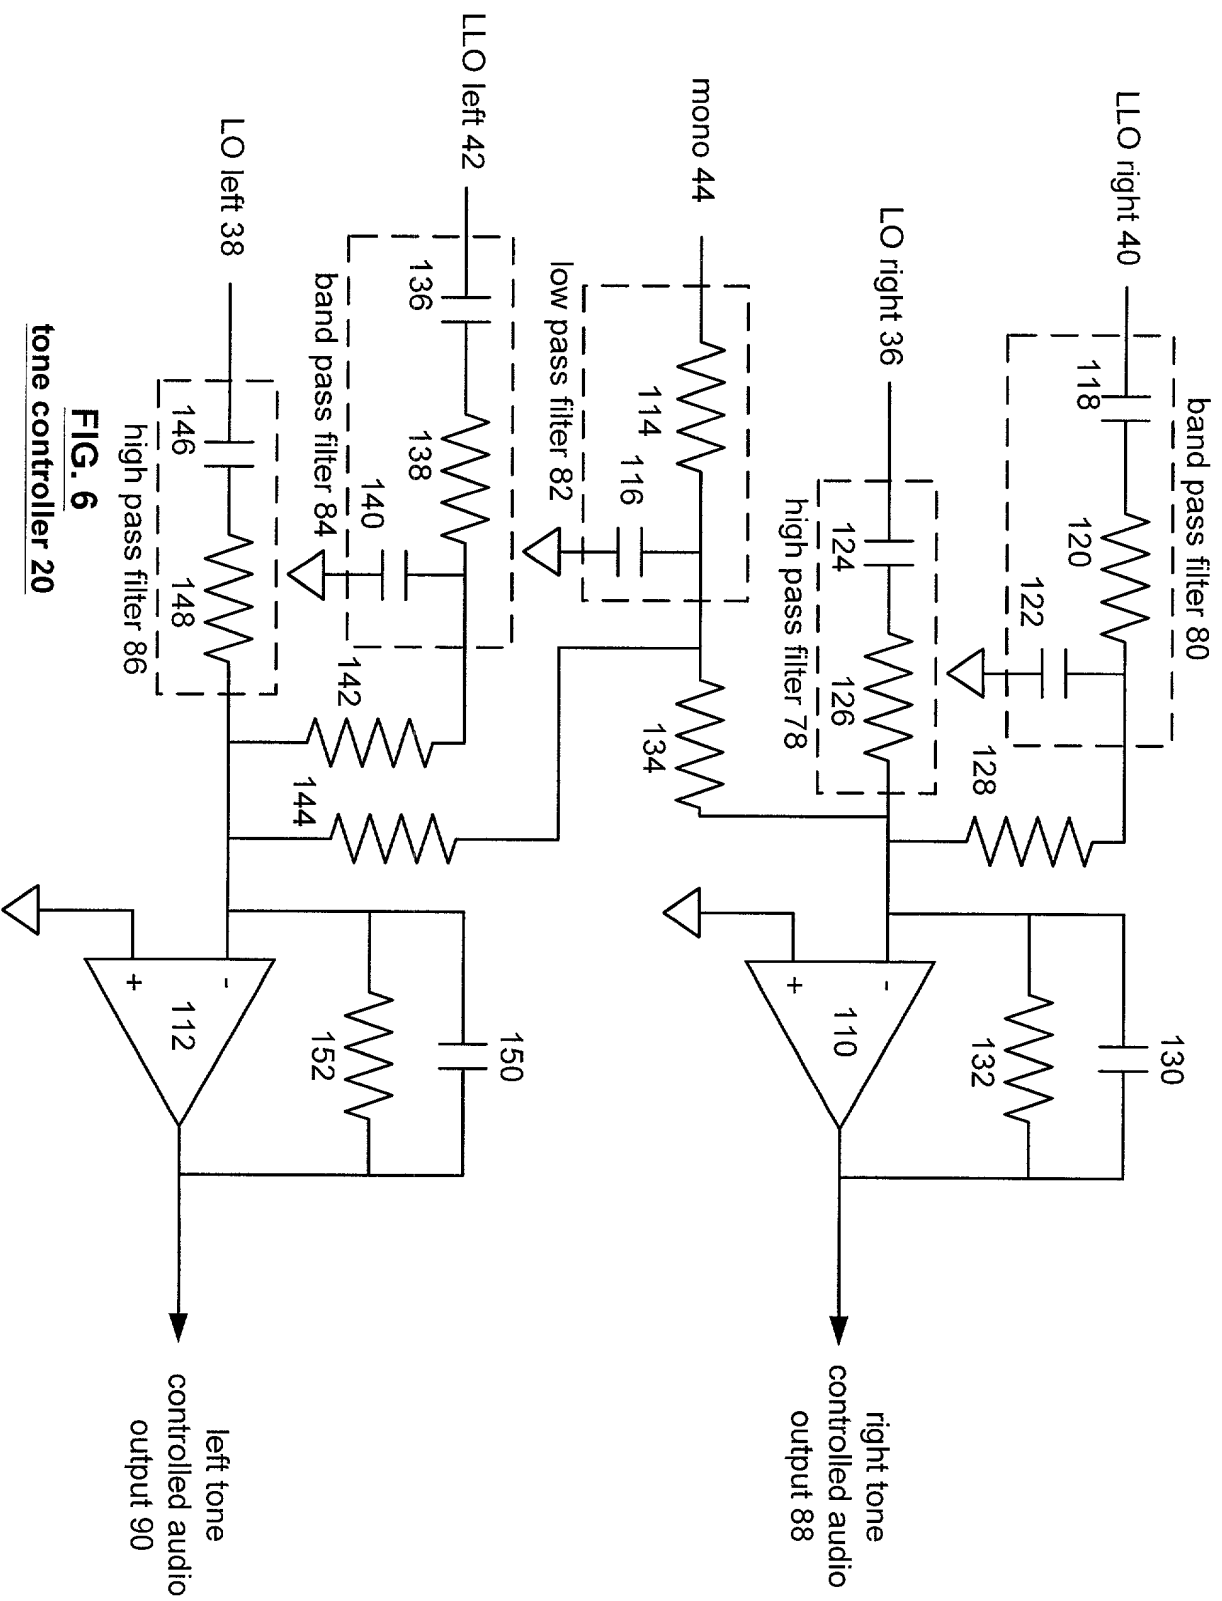 band pass filter 80
LLO right 40
118
120
122
128
130
132
LO right 36
124
126
high pass filter 78
-
+
110
right tone
controlled audio
output 88
mono 44
114
116
134
low pass filter 82
LLO left 42
136
138
140
142
144
band pass filter 84
150
152
LO left 38
146
148
high pass filter 86
-
+
112
left tone
controlled audio
output 90
FIG. 6
tone controller 20